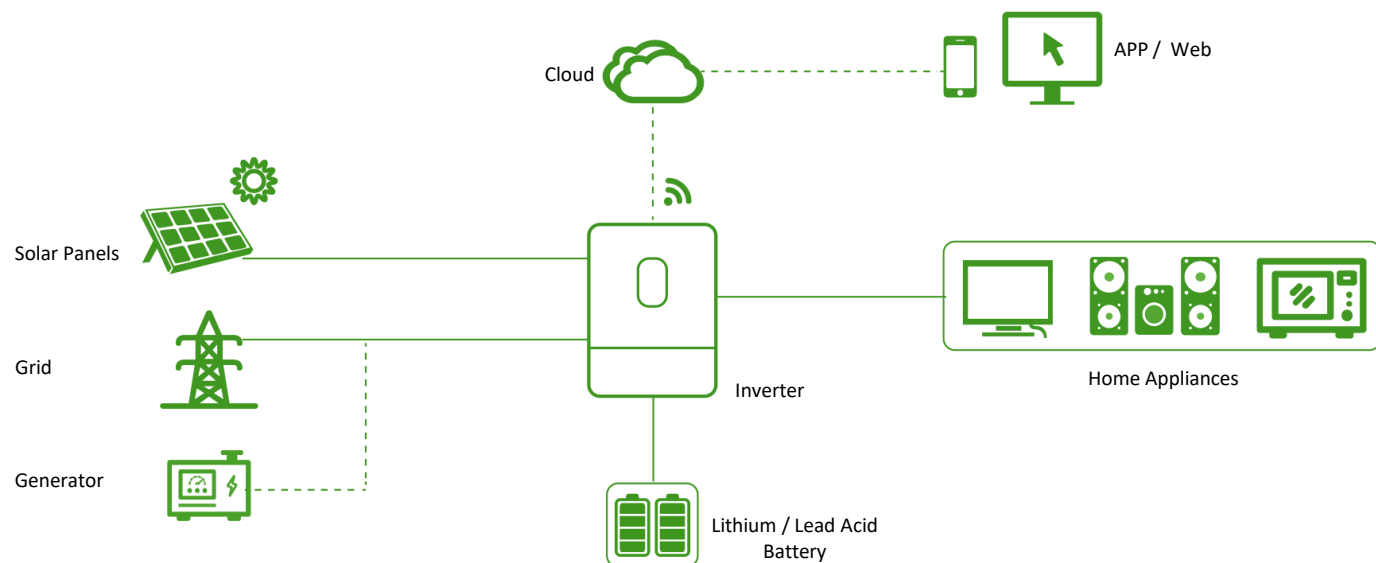 Cloud
APP / Web
Solar Panels
Grid
Inverter
Home Appliances
Generator
Lithium / Lead Acid
Battery